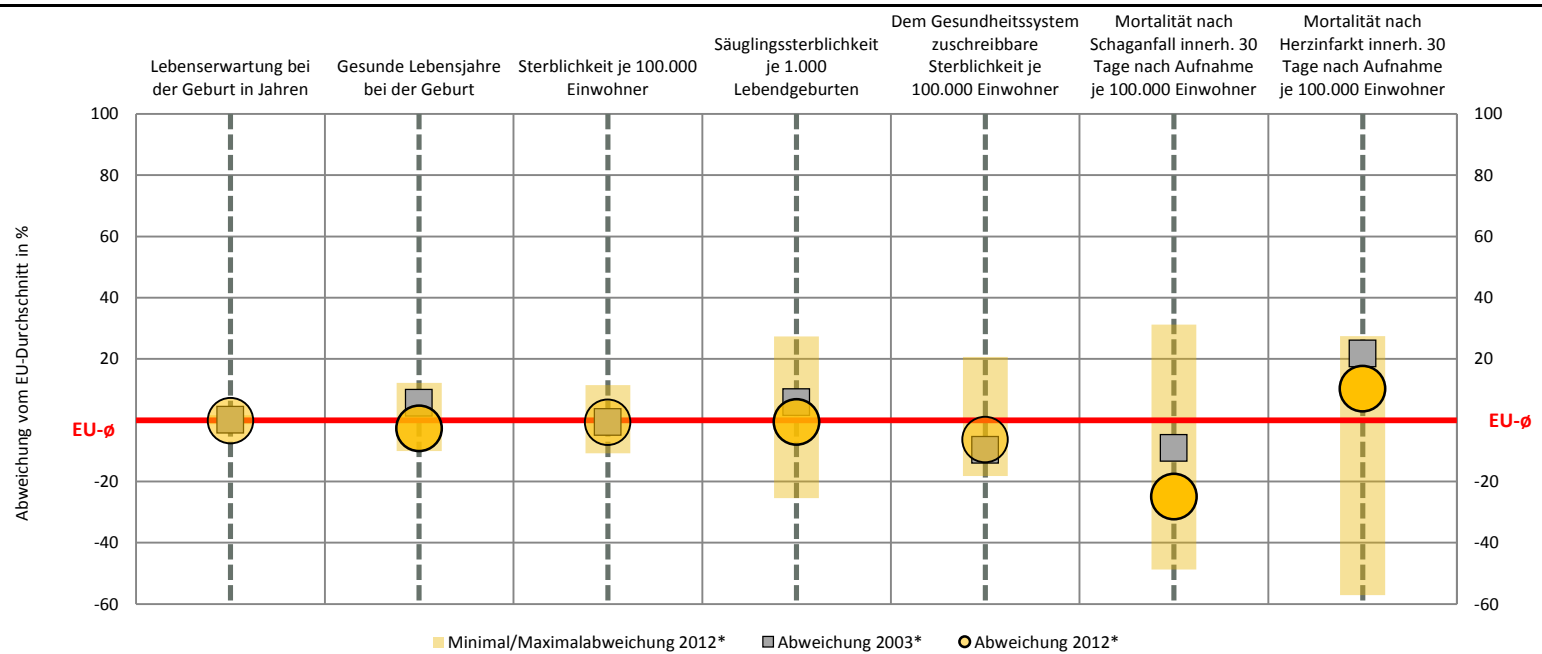 Lebenserwartung bei
der Geburt in Jahren
Gesunde Lebensjahre
bei der Geburt
Sterblichkeit je 100.000
Einwohner
Säuglingssterblichkeit
je 1.000
Lebendgeburten
Dem Gesundheitssystem
zuschreibbare
Sterblichkeit je
100.000 Einwohner
Mortalität nach
Schaganfall innerh. 30
Tage nach Aufnahme
je 100.000 Einwohner
Mortalität nach
Herzinfarkt innerh. 30
Tage nach Aufnahme
je 100.000 Einwohner
Abweichung vom EU-Durchschnitt in %
100
80
60
40
20
EU-ø
-20
-40
-60
100
80
60
40
20
EU-ø
-20
-40
-60
Minimal/Maximalabweichung 2012* Abweichung 2003* Abweichung 2012*